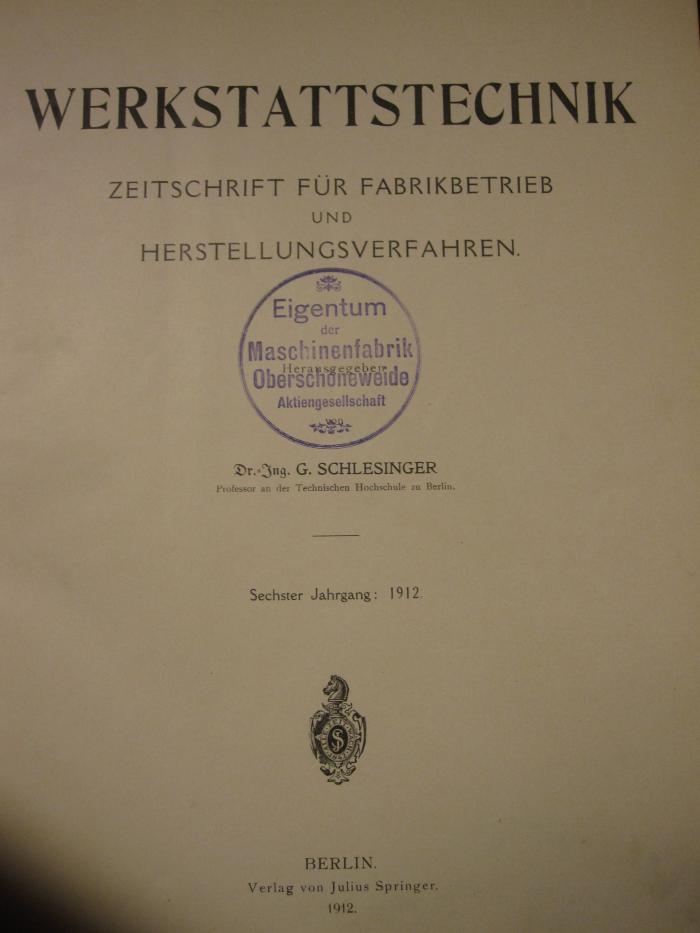 WERKSTATTSTECHNIK
ZEITSCHRIFT FÜR FABRIKBETRIEB
UND
HERSTELLUNGSVERFAHREN.
Eigentum
der
Maschinenfabrik
Herausgegeben
Oberschöneweide
Aktiengesellschaft
von
Dr.-Ing. G. SCHLESINGER
Professor an der Technischen Hochschule zu Berlin.
Sechster Jahrgang: 1912.
BERLIN.
Verlag von Julius Springer.
1912.